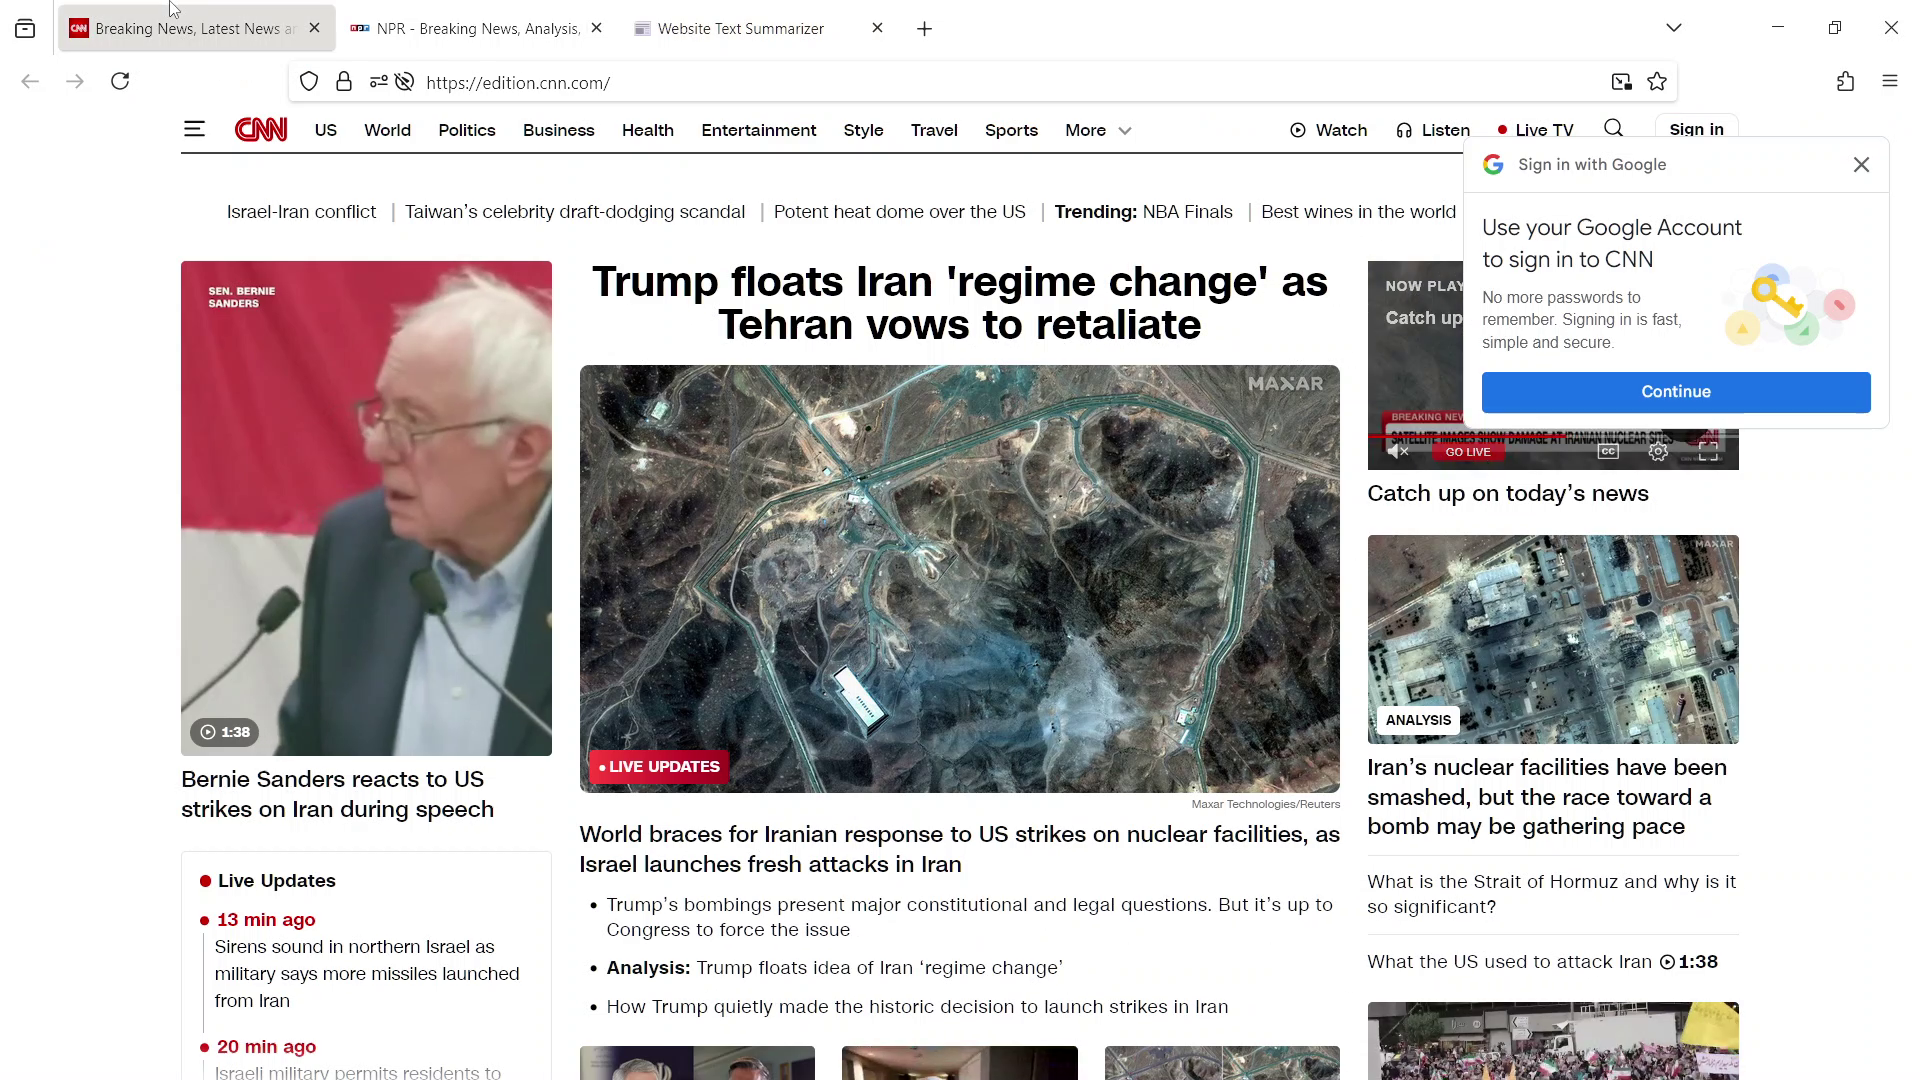 Breaking News, Latest News an
NPR - Breaking News, Analysis,
Website Text Summarizer
https://edition.cnn.com/
CNN US World Politics Business Health Entertainment Style Travel Sports More Watch Listen Live TV Sign in
Israel-Iran conflict | Taiwan’s celebrity draft-dodging scandal | Potent heat dome over the US | Trending: NBA Finals | Best wines in the world
Sign in with Google
Use your Google Account
to sign in to CNN
No more passwords to
remember. Signing in is fast,
simple and secure.
Continue
SEN. BERNIE
SANDERS
1:38
Bernie Sanders reacts to US
strikes on Iran during speech
Live Updates
13 min ago
Sirens sound in northern Israel as
military says more missiles launched
from Iran
20 min ago
Israeli military permits residents to
Trump floats Iran 'regime change' as
Tehran vows to retaliate
MAXAR
• LIVE UPDATES
Maxar Technologies/Reuters
World braces for Iranian response to US strikes on nuclear facilities, as
Israel launches fresh attacks in Iran
• Trump’s bombings present major constitutional and legal questions. But it’s up to
Congress to force the issue
• Analysis: Trump floats idea of Iran ‘regime change’
• How Trump quietly made the historic decision to launch strikes in Iran
NOW PLAY
Catch up
BREAKING NEW
SATELLITE IMAGES SHOW DAMAGE AT IRANIAN NUCLEAR SITES
GO LIVE
CC
Catch up on today’s news
MAXAR
ANALYSIS
Iran’s nuclear facilities have been
smashed, but the race toward a
bomb may be gathering pace
What is the Strait of Hormuz and why is it
so significant?
What the US used to attack Iran 1:38